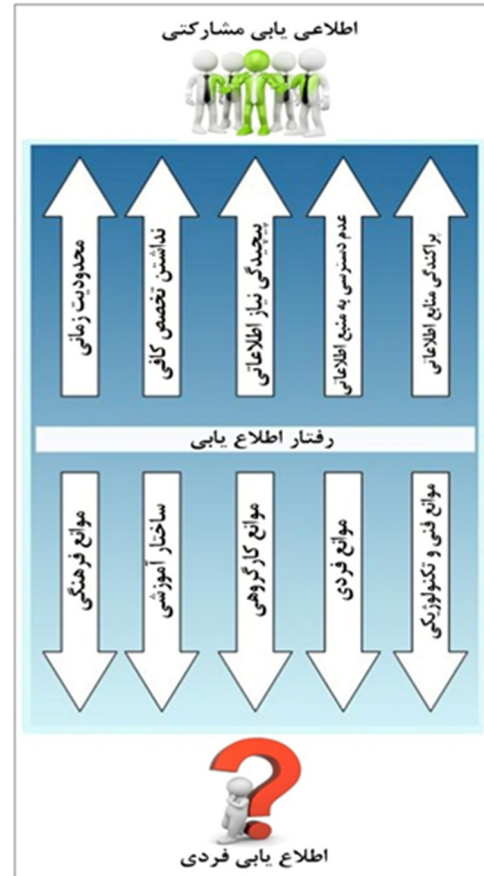 اطلاعی یابی مشارکتی
پراکندگی منابع اطلاعاتی
عدم دسترسی به منبع اطلاعاتی
پیچیدگی نیاز اطلاعاتی
نداشتن تخصص کافی
محدودیت زمانی
رفتار اطلاع یابی
موانع فنی و تکنولوژیکی
موانع فردی
موانع کارگروهی
ساختار آموزشی
موانع فرهنگی
اطلاع یابی فردی